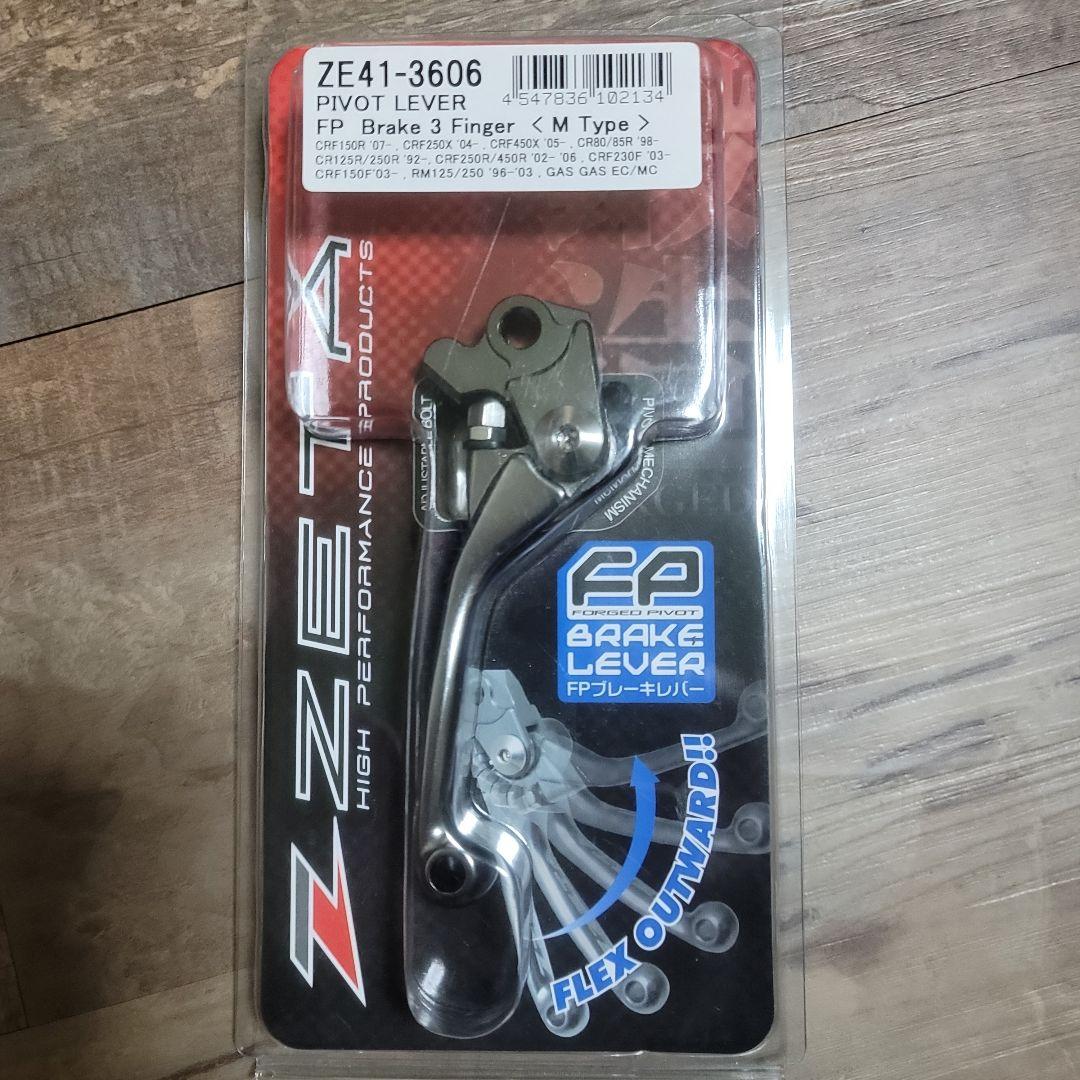 ZE41-3606
PIVOT LEVER
4 547836 102134
FP Brake 3 Finger < M Type >
CRF150R '07- , CRF250X '04- , CRF450X '05- , CR80/85R '98-
CR125R/250R '92-, CRF250R/450R '02- '06 , CRF230F '03-
CRF150F'03- , RM125/250 '96-'03 , GAS GAS EC/MC
ZETA
HIGH PERFORMANCE PRODUCTS
ADJUSTABLE BOLT
PIVOT MECHANISM
FP
FORGED PIVOT
BRAKE
LEVER
FPブレーキレバー
FLEX OUTWARD!!